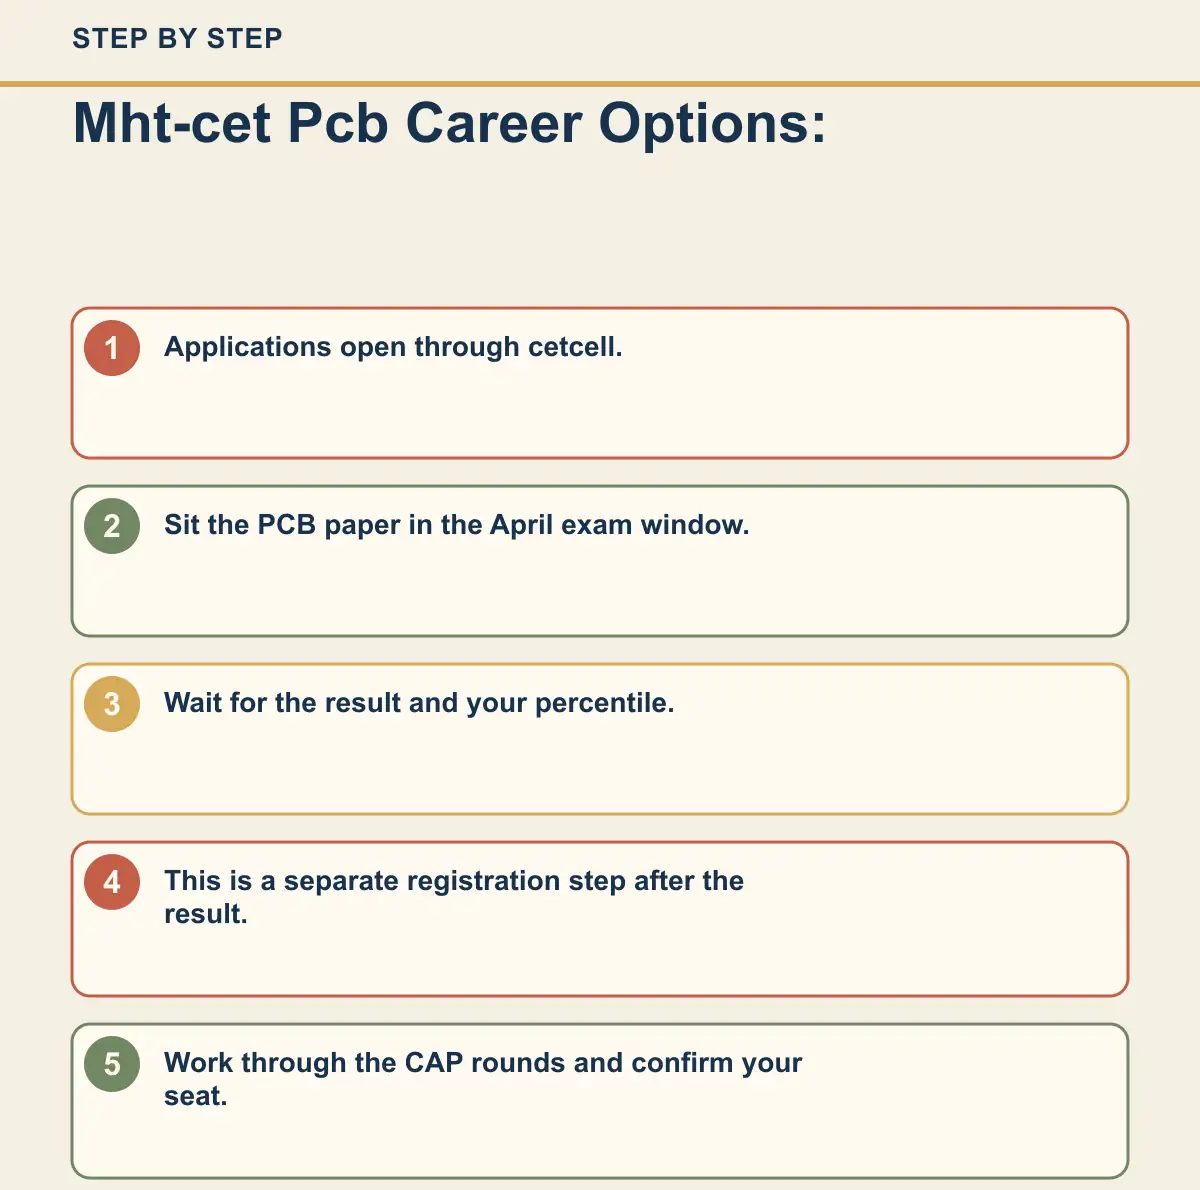 STEP BY STEP
Mht-cet Pcb Career Options:
1
Applications open through cetcell.
2
Sit the PCB paper in the April exam window.
3
Wait for the result and your percentile.
4
This is a separate registration step after the
result.
5
Work through the CAP rounds and confirm your
seat.